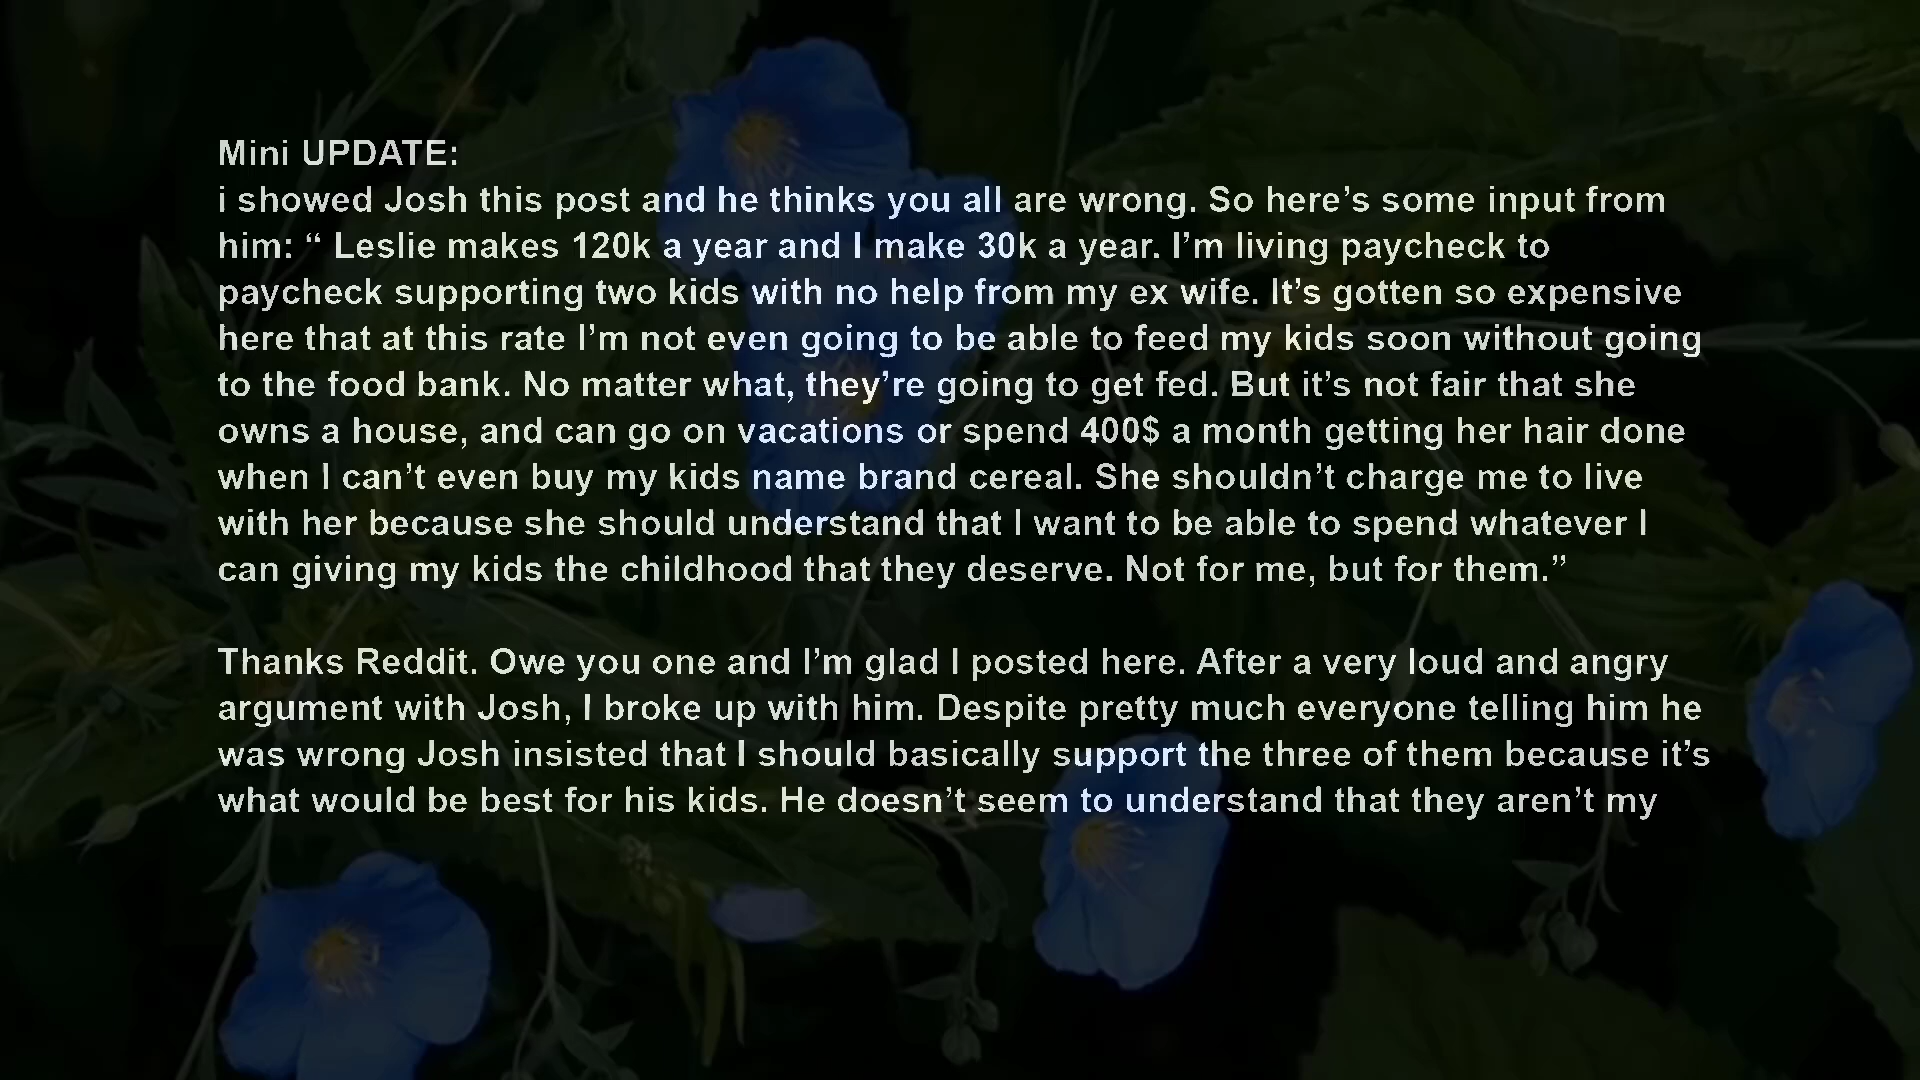 Mini UPDATE:
i showed Josh this post and he thinks you all are wrong. So here’s some input from
him: “ Leslie makes 120k a year and I make 30k a year. I’m living paycheck to
paycheck supporting two kids with no help from my ex wife. It’s gotten so expensive
here that at this rate I’m not even going to be able to feed my kids soon without going
to the food bank. No matter what, they’re going to get fed. But it’s not fair that she
owns a house, and can go on vacations or spend 400$ a month getting her hair done
when I can’t even buy my kids name brand cereal. She shouldn’t charge me to live
with her because she should understand that I want to be able to spend whatever I
can giving my kids the childhood that they deserve. Not for me, but for them.”
Thanks Reddit. Owe you one and I’m glad I posted here. After a very loud and angry
argument with Josh, I broke up with him. Despite pretty much everyone telling him he
was wrong Josh insisted that I should basically support the three of them because it’s
what would be best for his kids. He doesn’t seem to understand that they aren’t my